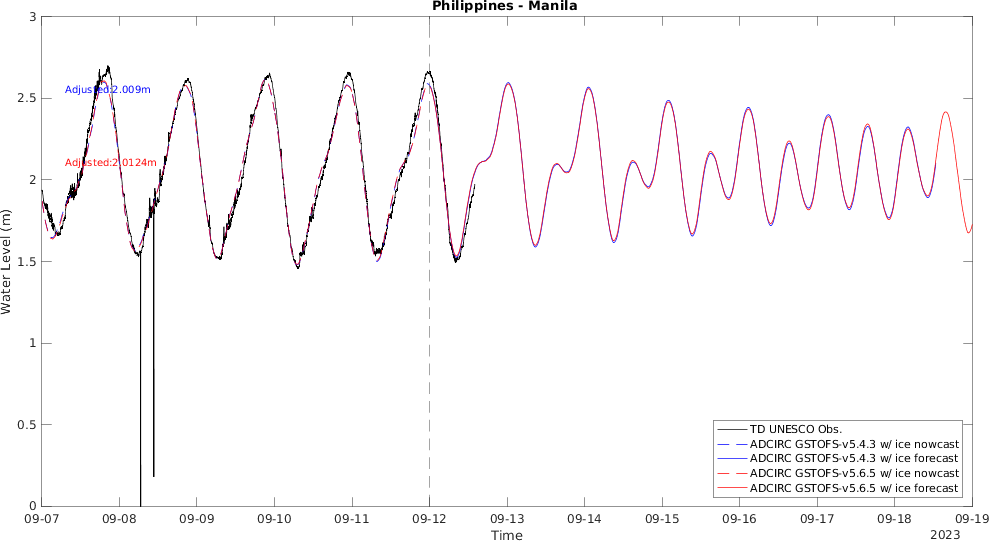 Philippines - Manila
3
2.5
2
1.5
1
0.5
0
Water Level (m)
Adjusted:2.009m
Adjusted:2.0124m
TD UNESCO Obs.
ADCIRC GSTOFS-v5.4.3 w/ ice nowcast
ADCIRC GSTOFS-v5.4.3 w/ ice forecast
ADCIRC GSTOFS-v5.6.5 w/ ice nowcast
ADCIRC GSTOFS-v5.6.5 w/ ice forecast
09-07 09-08 09-09 09-10 09-11 09-12 09-13 09-14 09-15 09-16 09-17 09-18 09-19
Time
2023